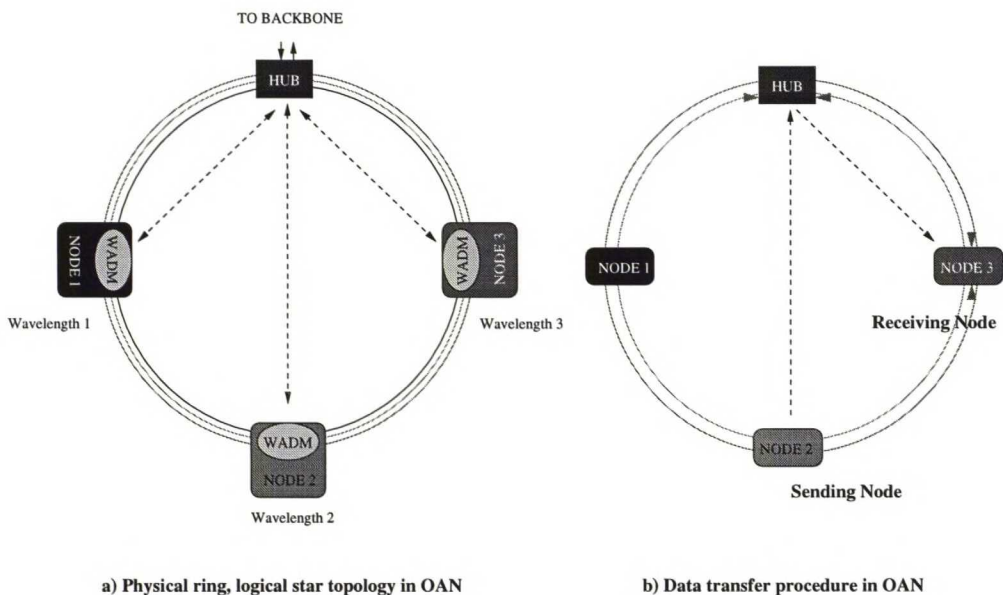 TO BACKBONE
HUB
NODE 1
WADM
WADM
NODE 3
Wavelength 1
Wavelength 3
WADM
NODE 2
Wavelength 2
a) Physical ring, logical star topology in OAN
HUB
NODE 1
NODE 3
Receiving Node
NODE 2
Sending Node
b) Data transfer procedure in OAN